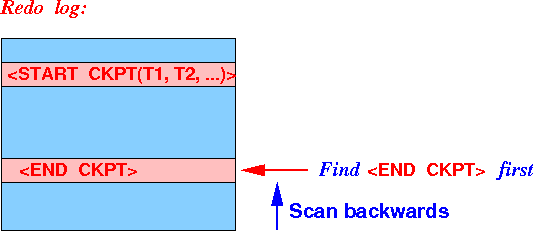 Redo log:
<START CKPT(T1, T2, ...)>
<END CKPT> Find <END CKPT> first
Scan backwards